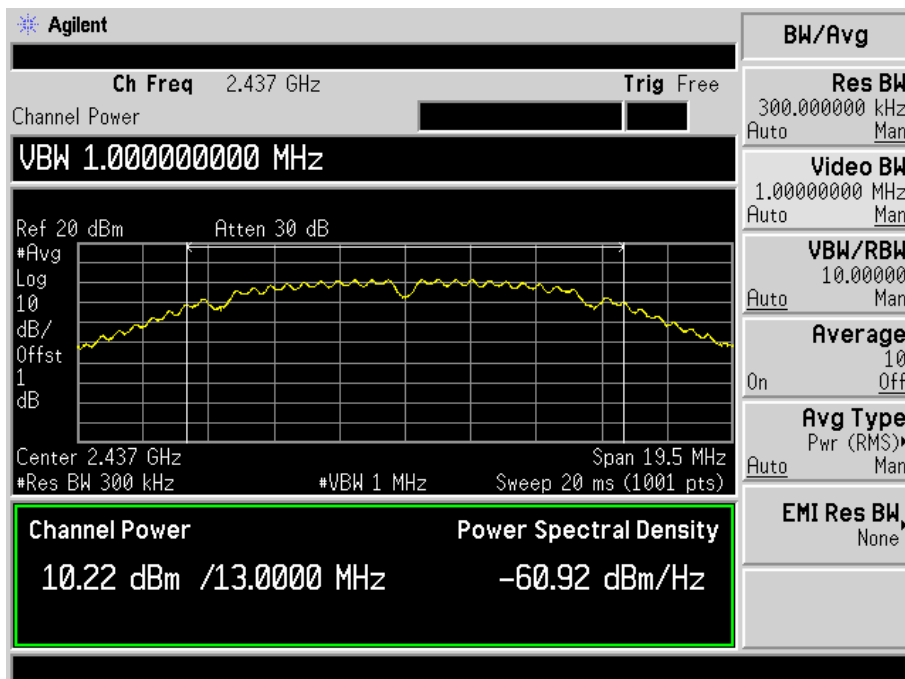 Agilent
BW/Avg
Ch Freq 2.437 GHz Trig Free
Channel Power
VBW 1.000000000 MHz
Ref 20 dBm Atten 30 dB
#Avg
Log
10
dB/
Offst
1
dB
Center 2.437 GHz Span 19.5 MHz
#Res BW 300 kHz #VBW 1 MHz Sweep 20 ms (1001 pts)
Channel Power Power Spectral Density
10.22 dBm /13.0000 MHz -60.92 dBm/Hz
Res BW
300.000000 kHz
Auto Man
Video BW
1.00000000 MHz
Auto Man
VBW/RBW
10.00000
Auto Man
Average
10
On Off
Avg Type
Pwr (RMS)
Auto Man
EMI Res BW
None